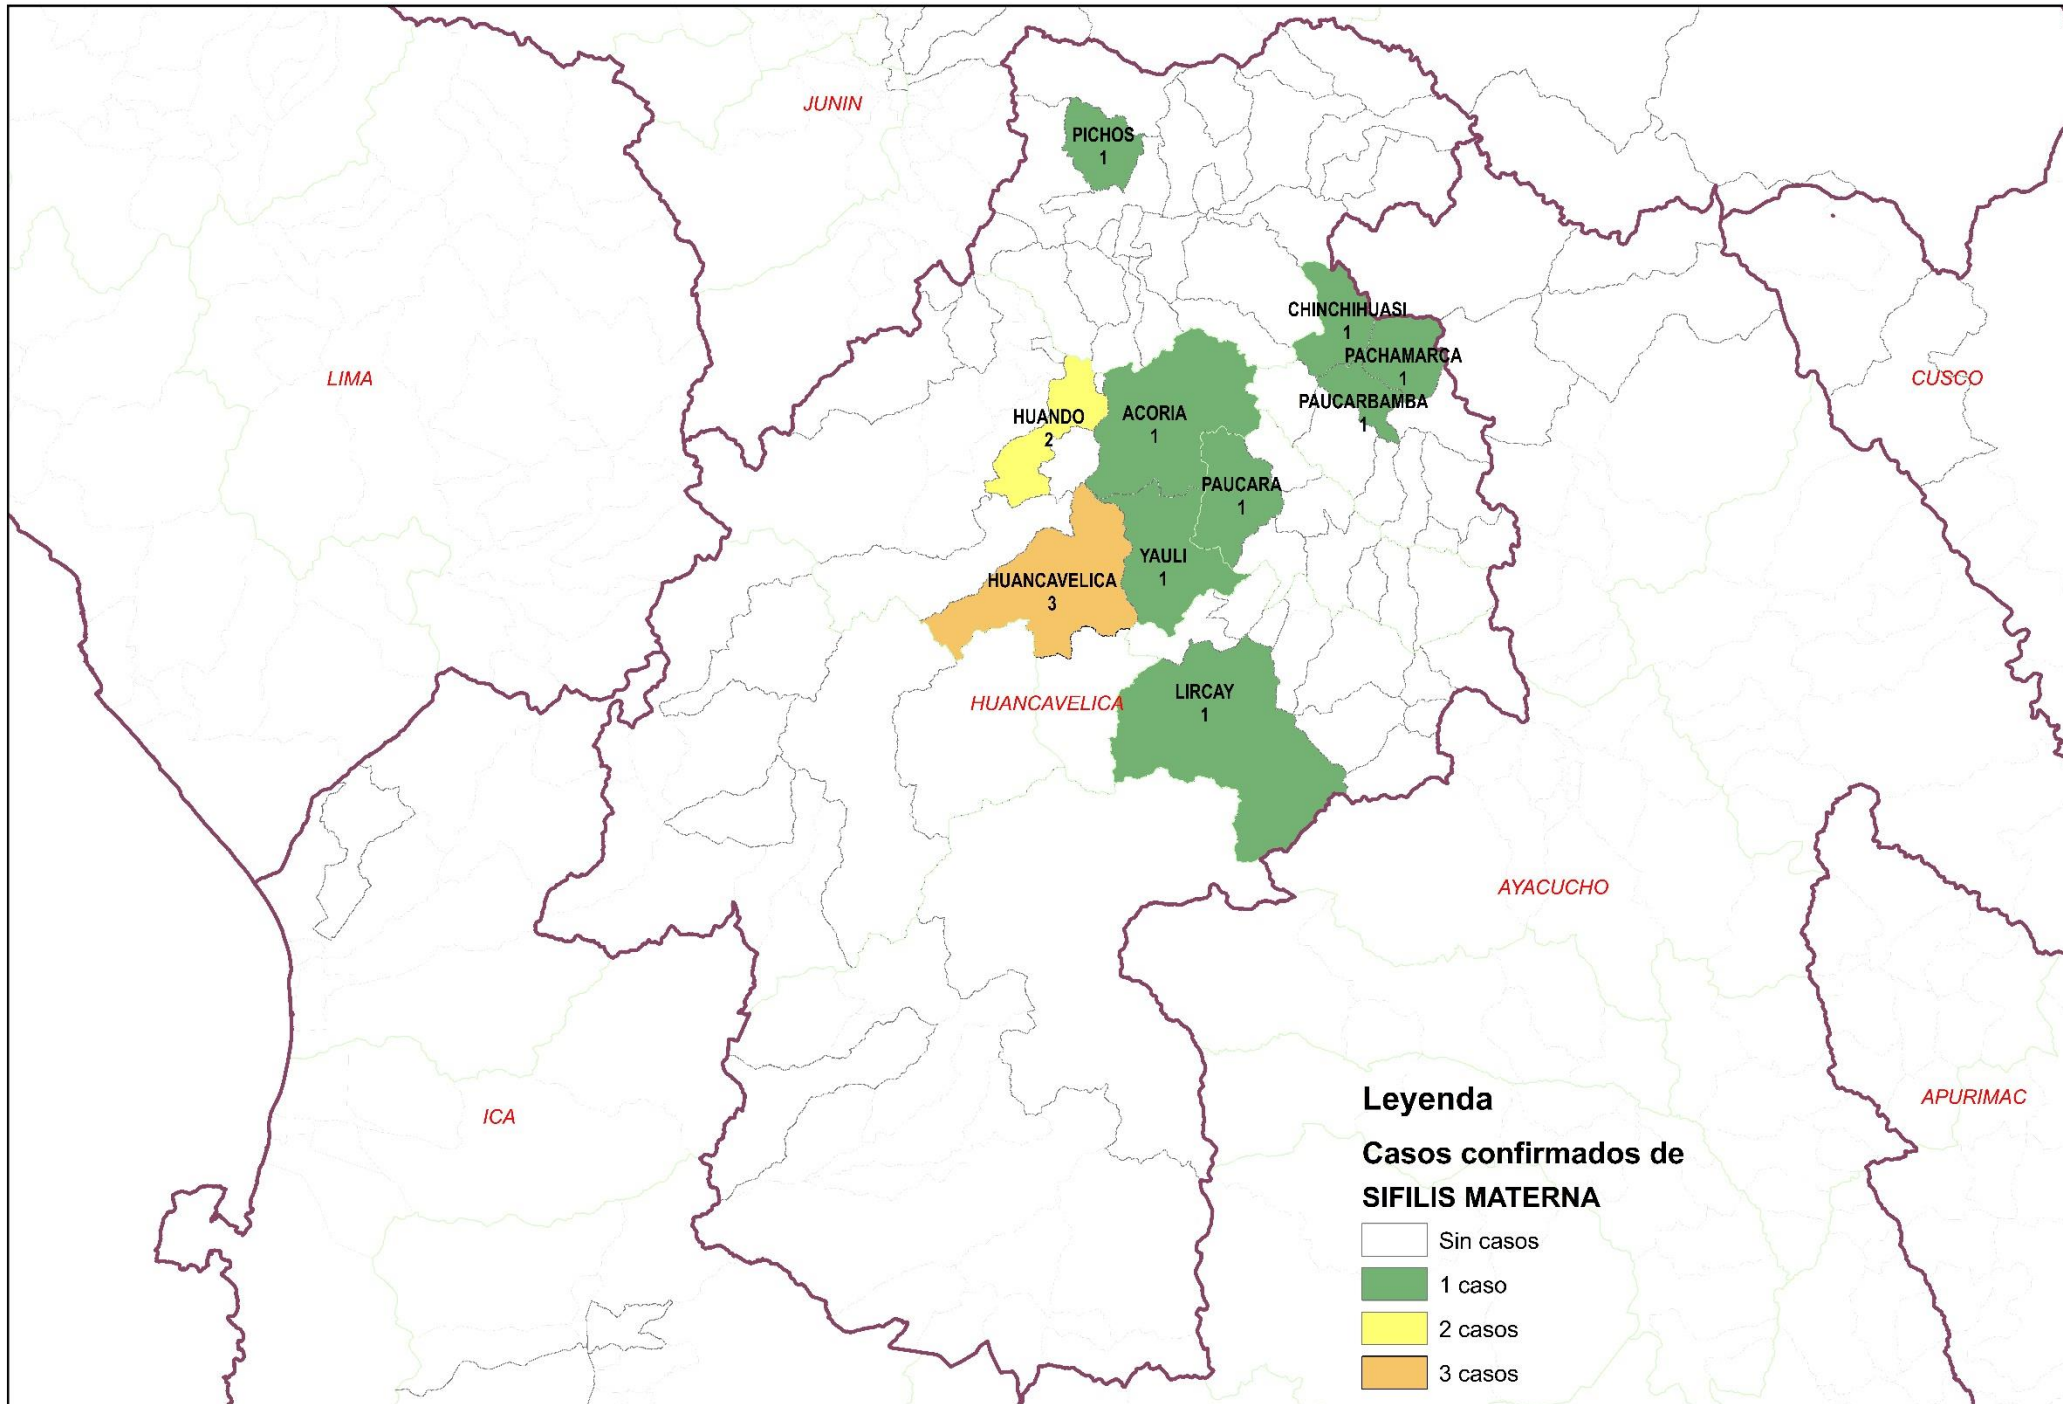 JUNIN
PICHOS
1
CHINCHIHUASI
1
PACHAMARCA
1
LIMA
CUSCO
PAUCARBAMBA
1
HUANDO
2
ACORIA
1
PAUCARA
1
YAULI
1
HUANCAVELICA
3
LIRCAY
1
HUANCAVELICA
AYACUCHO
ICA
APURIMAC
Leyenda
Casos confirmados de
SIFILIS MATERNA
Sin casos
1 caso
2 casos
3 casos